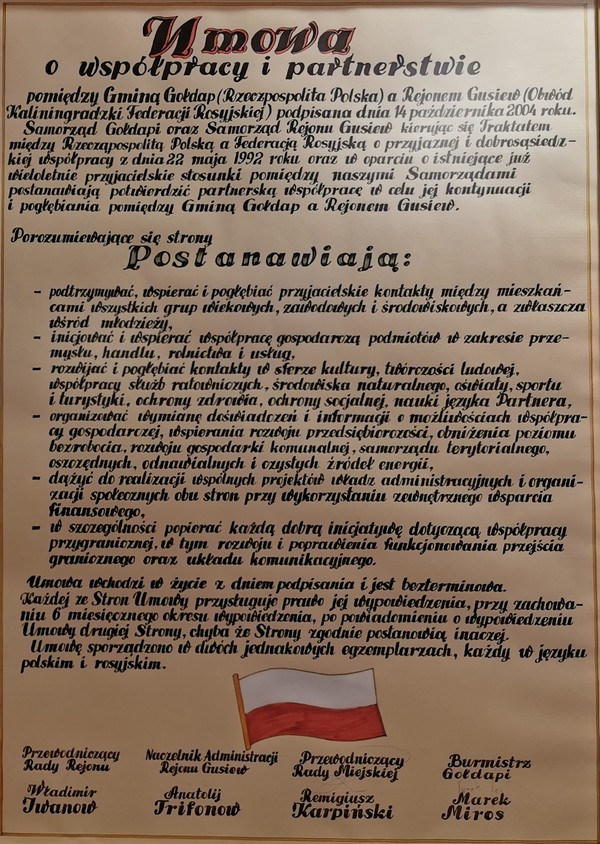 Umowa
o współpracy i partnerstwie
pomiędzy Gminą Gołdap (Rzeczpospolita Polska) a Rejonem Gusiew (Obwód
Kaliningradzki Federacji Rosyjskiej) podpisana dnia 14 października 2004 roku.
Samorząd Gołdapi oraz Samorząd Rejonu Gusiew kierując się Traktatem
między Rzecząpospolitą Polską a Federacją Rosyjską o przyjaznej i dobrosąsiedz-
kiej współpracy z dnia 22 maja 1992 roku oraz w oparciu o istniejące już
wieloletnie przyjacielskie stosunki pomiędzy naszymi Samorządami
postanawiają potwierdzić partnerską współpracę w celu jej kontynuacji
i pogłębiania pomiędzy Gminą Gołdap a Rejonem Gusiew.
Porozumiewające się strony
Postanawiają:
- podtrzymywać, wspierać i pogłębiać przyjacielskie kontakty między mieszkań-
cami wszystkich grup wiekowych, zawodowych i środowiskowych, a zwłaszcza
wśród młodzieży,
- inicjować i wspierać współpracę gospodarczą podmiotów w zakresie prze-
mysłu, handlu, rolnictwa i usług,
- rozwijać i pogłębiać kontakty w sferze kultury, twórczości ludowej,
współpracy służb ratowniczych, środowiska naturalnego, oświaty, sportu
i turystyki, ochrony zdrowia, ochrony socjalnej, nauki języka Partnera,
- organizować wymianę doświadczeń i informacji o możliwościach współpra-
cy gospodarczej, wspierania rozwoju przedsiębiorczości, obniżenia poziomu
bezrobocia, rozwoju gospodarki komunalnej, samorządu terytorialnego,
oszczędnych, odnawialnych i czystych źródeł energii,
- dążyć do realizacji wspólnych projektów władz administracyjnych i organi-
zacji społecznych obu stron przy wykorzystaniu zewnętrznego wsparcia
finansowego,
- w szczególności popierać każdą dobrą inicjatywę dotyczącą współpracy
przygranicznej, w tym rozwoju i poprawienia funkcjonowania przejścia
granicznego oraz układu komunikacyjnego.
Umowa wchodzi w życie z dniem podpisania i jest bezterminowa.
Każdej ze Stron Umowy przysługuje prawo jej wypowiedzenia, przy zachowa-
niu 6 miesięcznego okresu wypowiedzenia, po powiadomieniu o wypowiedzeniu
Umowy drugiej Strony, chyba że Strony zgodnie postanowią inaczej.
Umowę sporządzono w dwóch jednakowych egzemplarzach, każdy w języku
polskim i rosyjskim.
Przewodniczący Naczelnik Administracji Przewodniczący Burmistrz
Rady Rejonu Rejonu Gusiew Rady Miejskiej Gołdapi
Władimir Anatolij Remigiusz Marek
Iwanow Trifonow Karpiński Miros